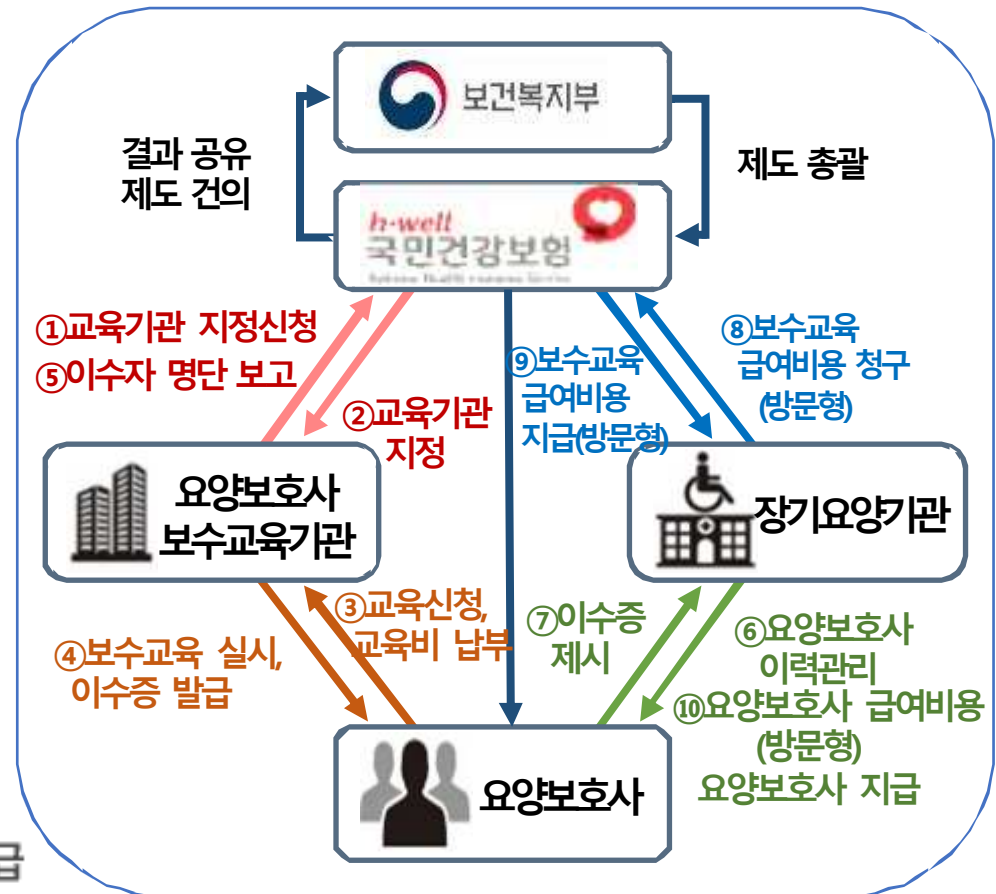 보건복지부
결과 공유
제도 건의
제도 총괄
h-well
국민건강보험
①교육기관 지정신청
⑤이수자 명단 보고
②교육기관
지정
⑨보수교육
급여비용
지급(방문형)
⑧보수교육
급여비용 청구
(방문형)
요양보호사
보수교육기관
장기요양기관
③교육신청,
교육비 납부
④보수교육 실시,
이수증 발급
⑦이수증
제시
⑥요양보호사
이력관리
⑩요양보호사 급여비용
(방문형)
요양보호사 지급
요양보호사
급